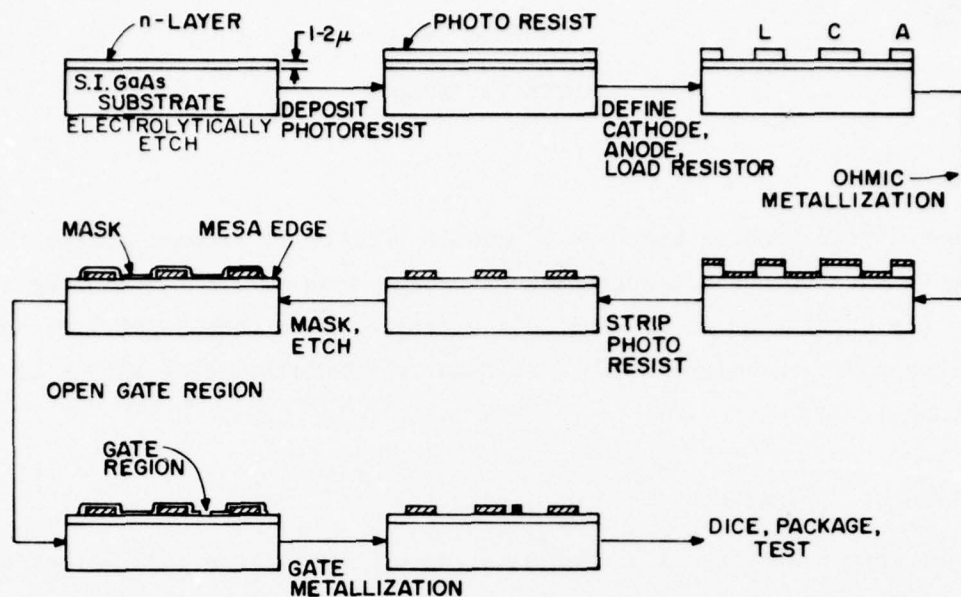 n-LAYER
1-2μ
S.I. GaAs
SUBSTRATE
ELECTROLYTICALLY
ETCH
DEPOSIT
PHOTORESIST
PHOTO RESIST
DEFINE
CATHODE,
ANODE,
LOAD RESISTOR
L C A
OHMIC
METALLIZATION
MASK
MESA EDGE
MASK,
ETCH
STRIP
PHOTO
RESIST
OPEN GATE REGION
GATE
REGION
GATE
METALLIZATION
DICE, PACKAGE,
TEST